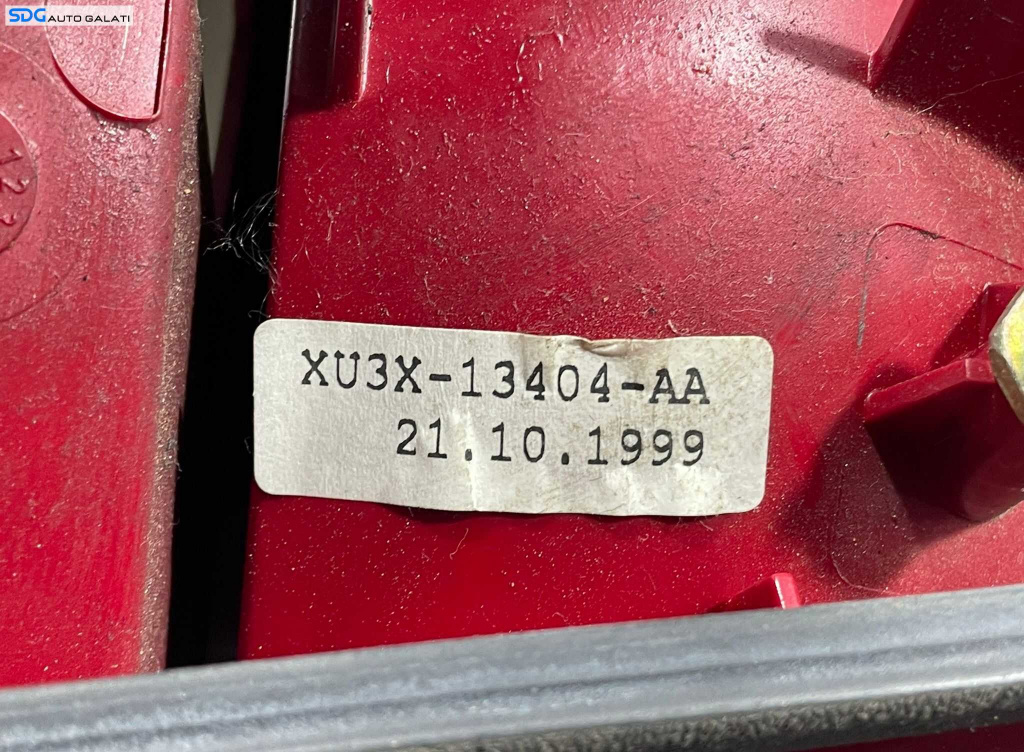 SDG AUTO GALATI
XU3X-13404-AA
21.10.1999